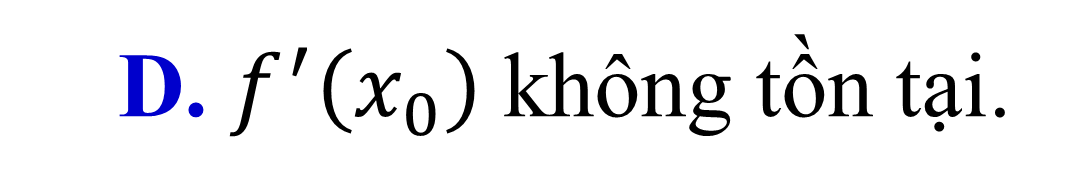 D. f′(x₀) không tồn tại.